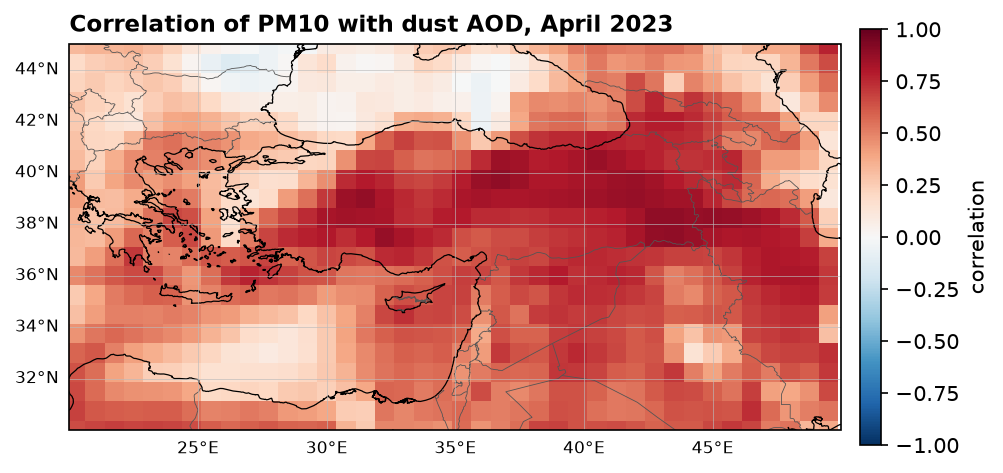 Correlation of PM10 with dust AOD, April 2023
44°N
42°N
40°N
38°N
36°N
34°N
32°N
25°E
30°E
35°E
40°E
45°E
1.00
0.75
0.50
0.25
0.00
−0.25
−0.50
−0.75
−1.00
correlation